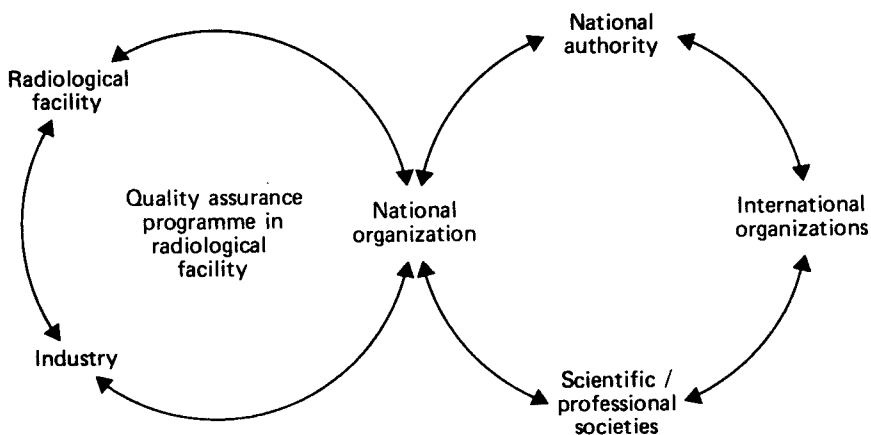 National
authority
Radiological
facility
Quality assurance
programme in
radiological
facility
National
organization
International
organizations
Industry
Scientific /
professional
societies